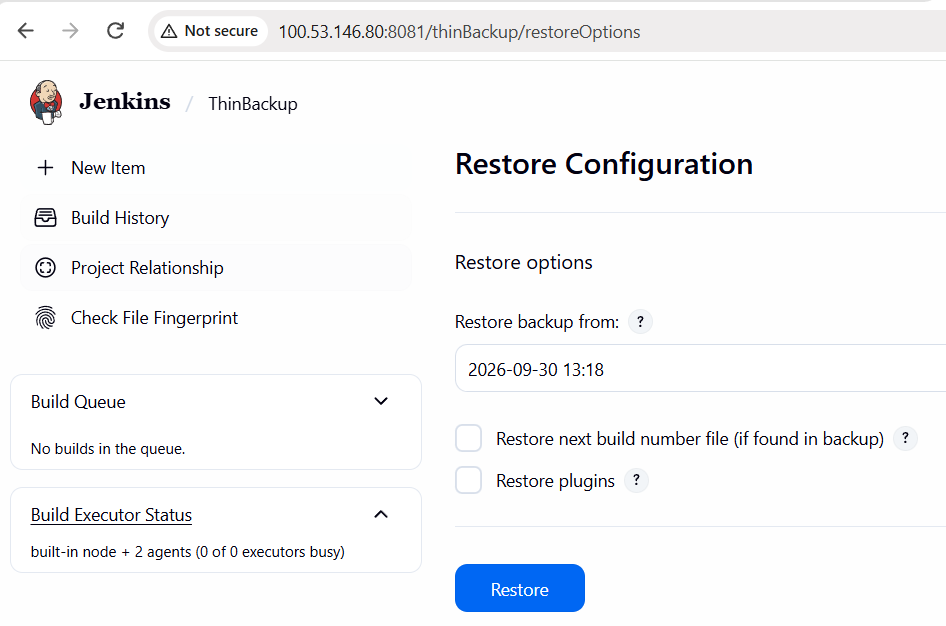 Not secure 100.53.146.80:8081/thinBackup/restoreOptions
Jenkins / ThinBackup
New Item
Build History
Project Relationship
Check File Fingerprint
Build Queue
No builds in the queue.
Build Executor Status
built-in node + 2 agents (0 of 0 executors busy)
Restore Configuration
Restore options
Restore backup from: ?
2026-09-30 13:18
Restore next build number file (if found in backup) ?
Restore plugins ?
Restore